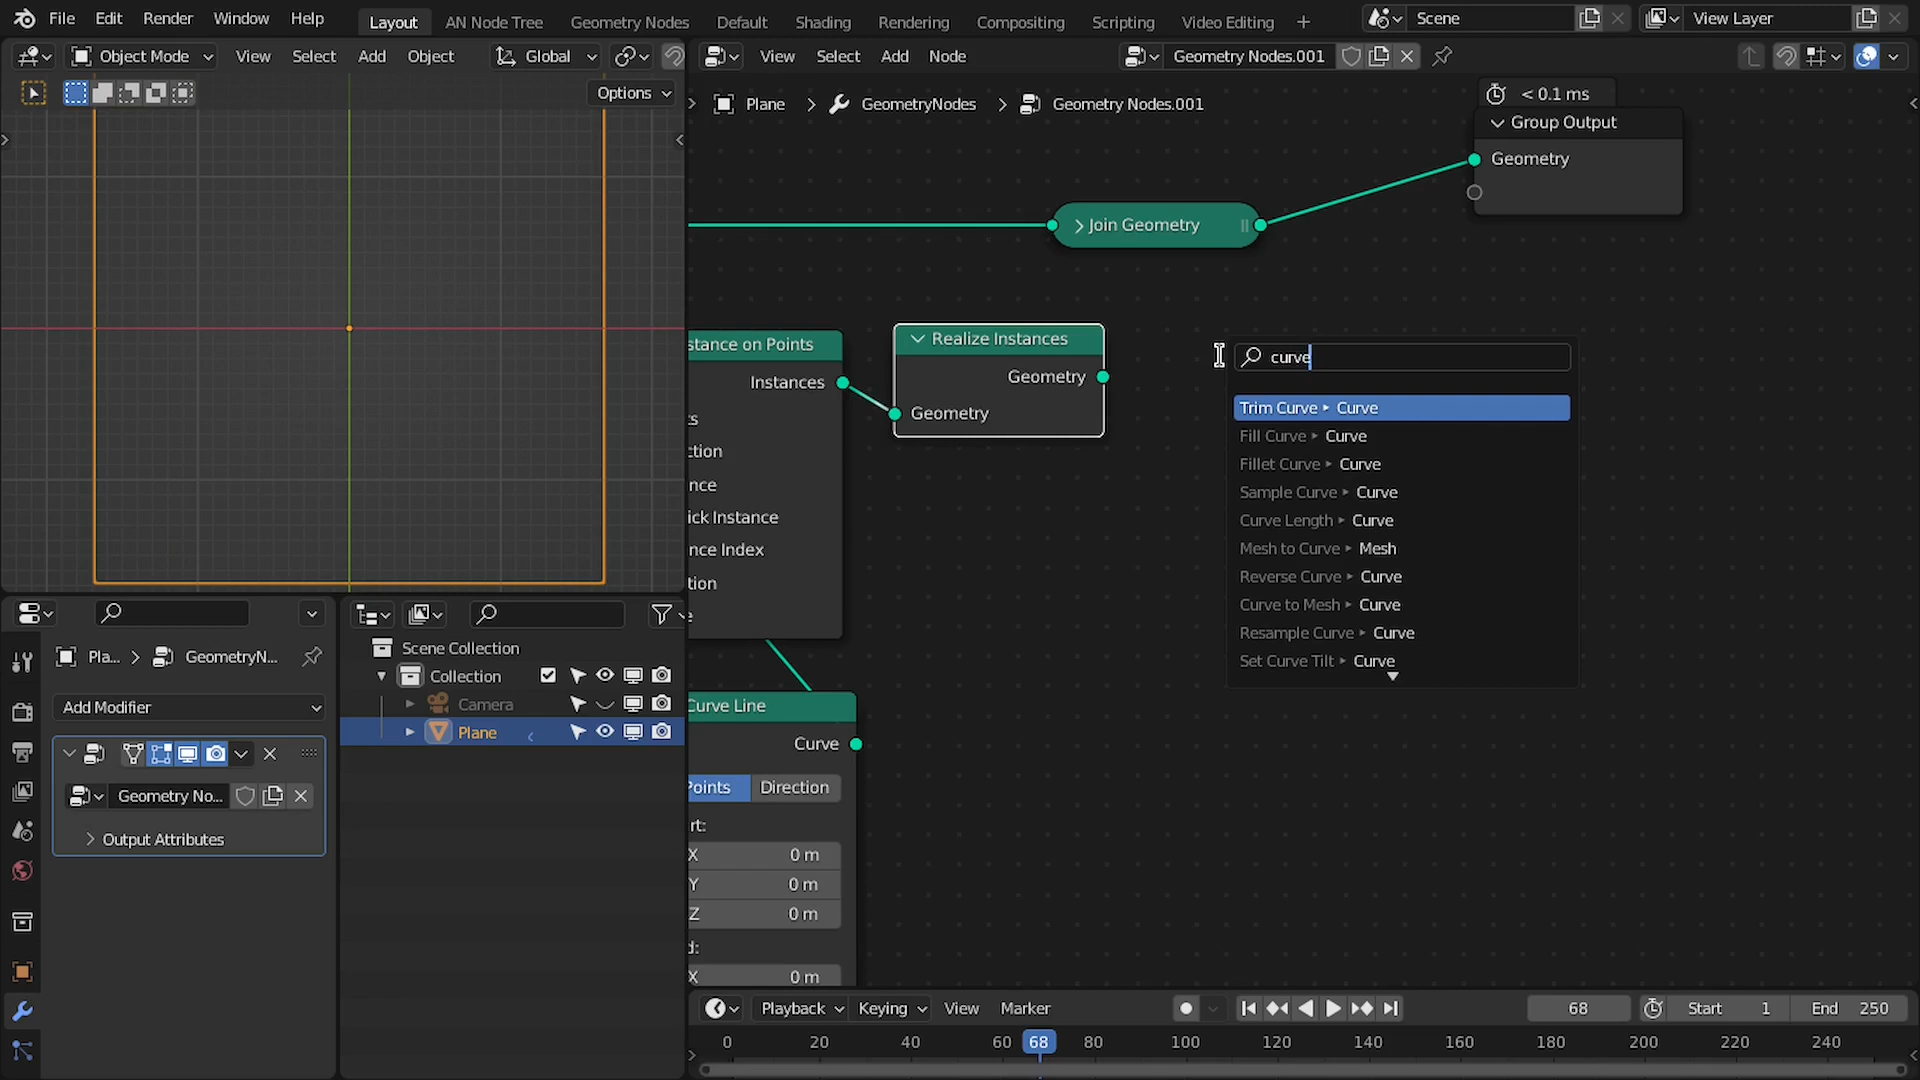 File Edit Render Window Help
Layout AN Node Tree Geometry Nodes Default Shading Rendering Compositing Scripting Video Editing
Scene
View Layer
Object Mode View Select Add Object Global
Options
View Select Add Node
Geometry Nodes.001
Plane GeometryNodes Geometry Nodes.001
< 0.1 ms
Group Output
Geometry
Join Geometry
stance on Points
Instances
ction
nce
ick Instance
nce Index
tion
Realize Instances
Geometry
Geometry
curve
Trim Curve ▸ Curve
Fill Curve ▸ Curve
Fillet Curve ▸ Curve
Sample Curve ▸ Curve
Curve Length ▸ Curve
Mesh to Curve ▸ Mesh
Reverse Curve ▸ Curve
Curve to Mesh ▸ Curve
Resample Curve ▸ Curve
Set Curve Tilt ▸ Curve
Curve Line
Curve
Points Direction
rt:
X 0 m
Y 0 m
Z 0 m
d:
X 0 m
Pla... GeometryN...
Add Modifier
Geometry No...
Output Attributes
Scene Collection
Collection
Camera
Plane
Playback Keying View Marker
68 Start 1 End 250
0 20 40 60 68 80 100 120 140 160 180 200 220 240